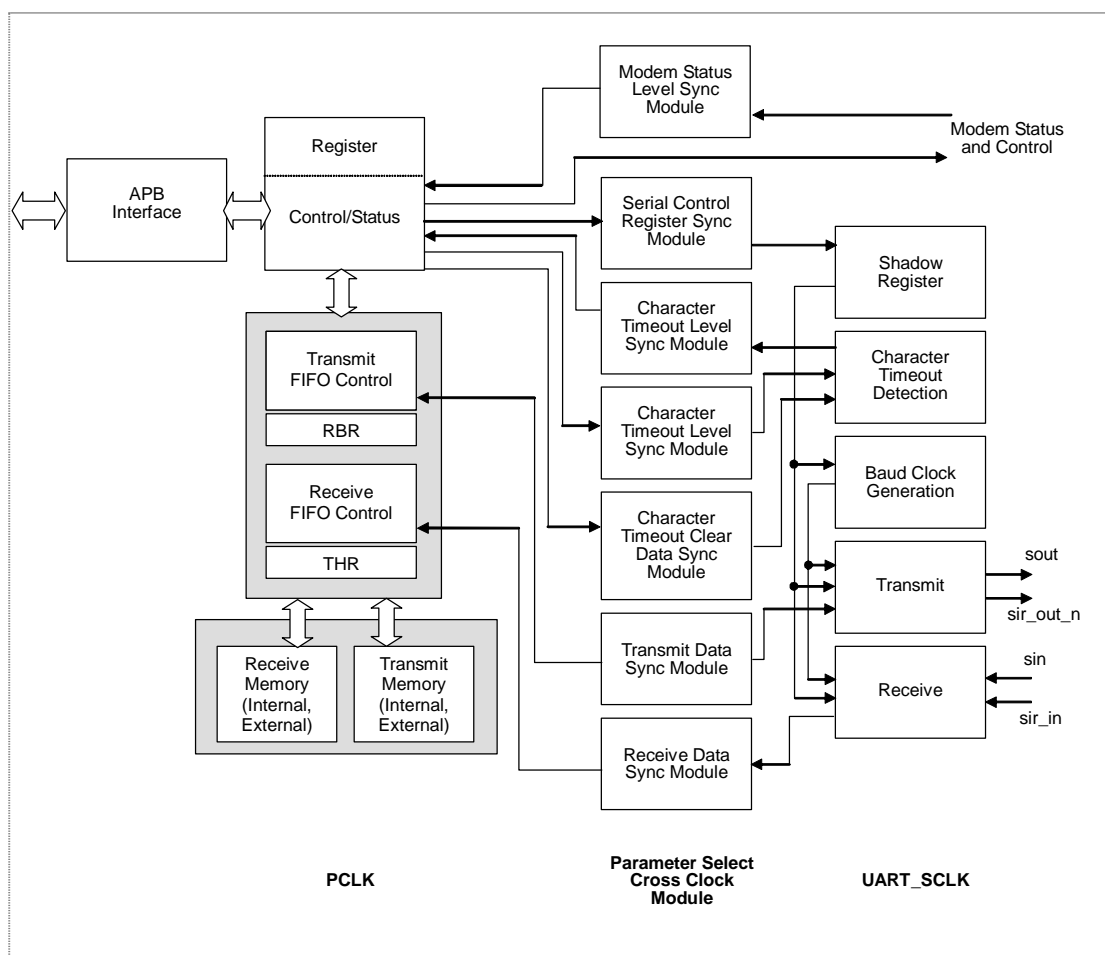 Modem Status
Level Sync
Module
Modem Status
and Control
Register
Control/Status
APB
Interface
Serial Control
Register Sync
Module
Shadow
Register
Character
Timeout Level
Sync Module
Character
Timeout
Detection
Transmit
FIFO Control
RBR
Character
Timeout Level
Sync Module
Baud Clock
Generation
Receive
FIFO Control
THR
Character
Timeout Clear
Data Sync
Module
Transmit
sout
sir_out_n
Transmit Data
Sync Module
Receive
sin
sir_in
Receive
Memory
(Internal,
External)
Transmit
Memory
(Internal,
External)
Receive Data
Sync Module
PCLK
Parameter Select
Cross Clock
Module
UART_SCLK